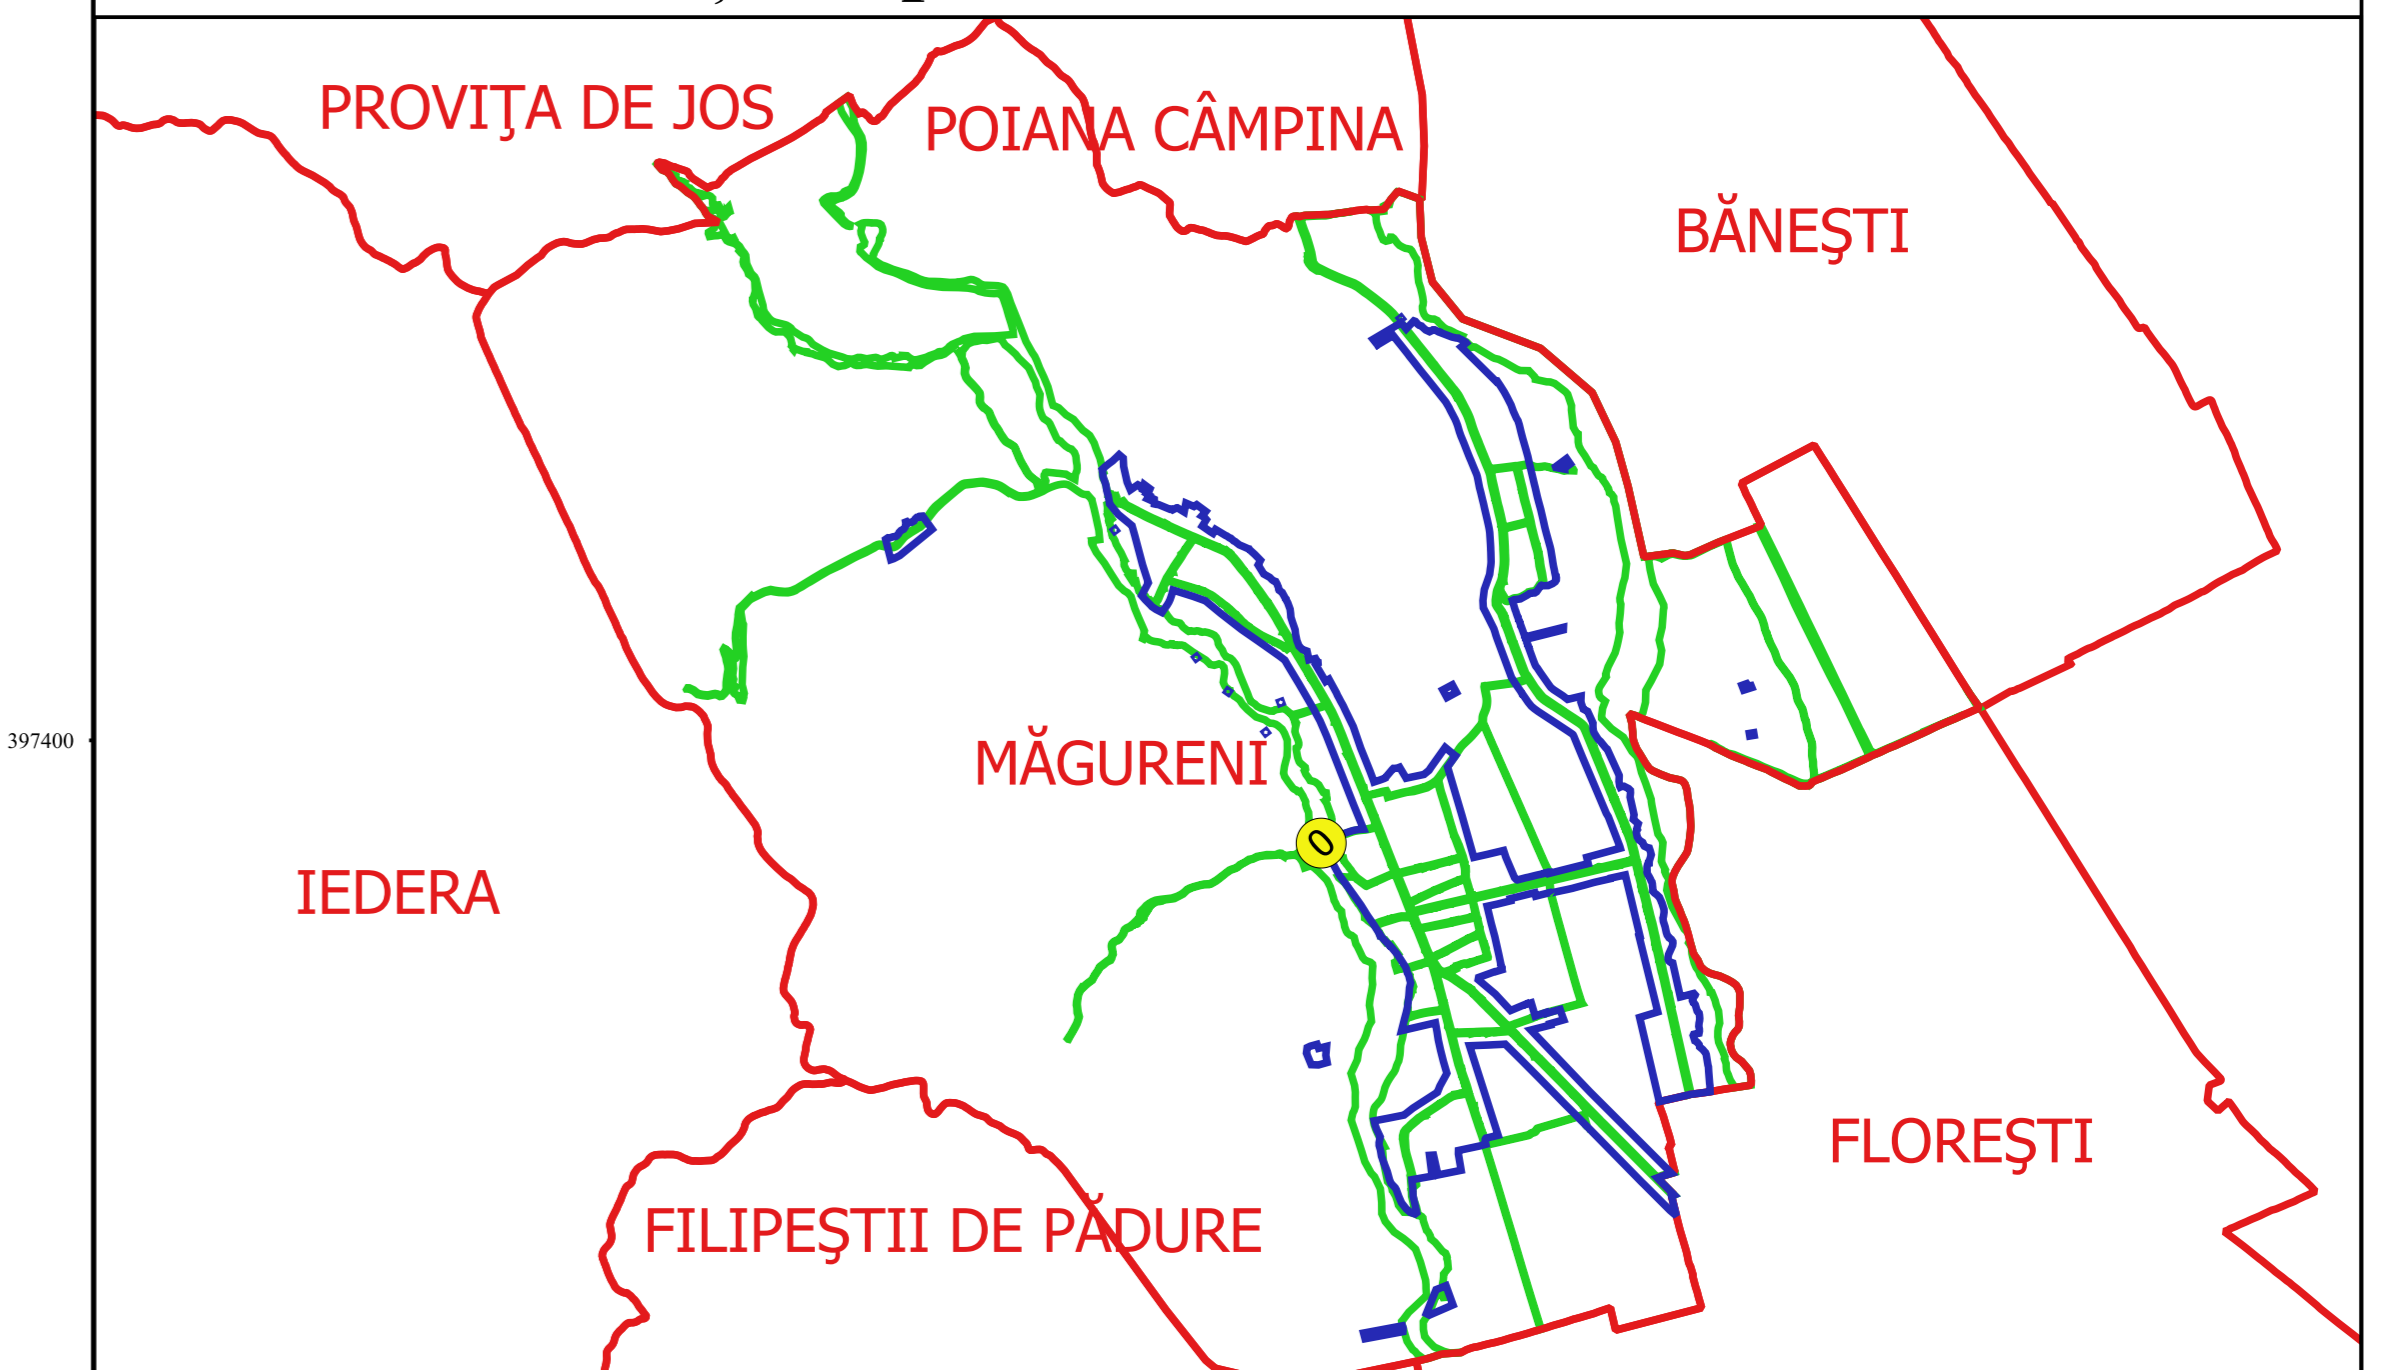 PROVIŢA DE JOS
POIANA CÂMPINA
BĂNEŞTI
397400
MĂGURENI
0
IEDERA
FLOREŞTI
FILIPEŞTII DE PĂDURE